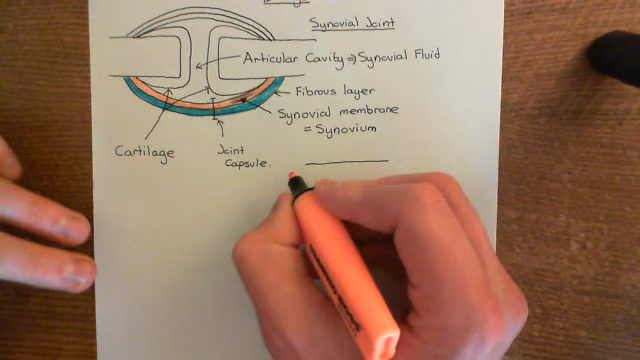 Synovial Joint
Articular Cavity ⇒ Synovial Fluid
Fibrous layer
Synovial membrane
= Synovium
Cartilage
Joint
Capsule.